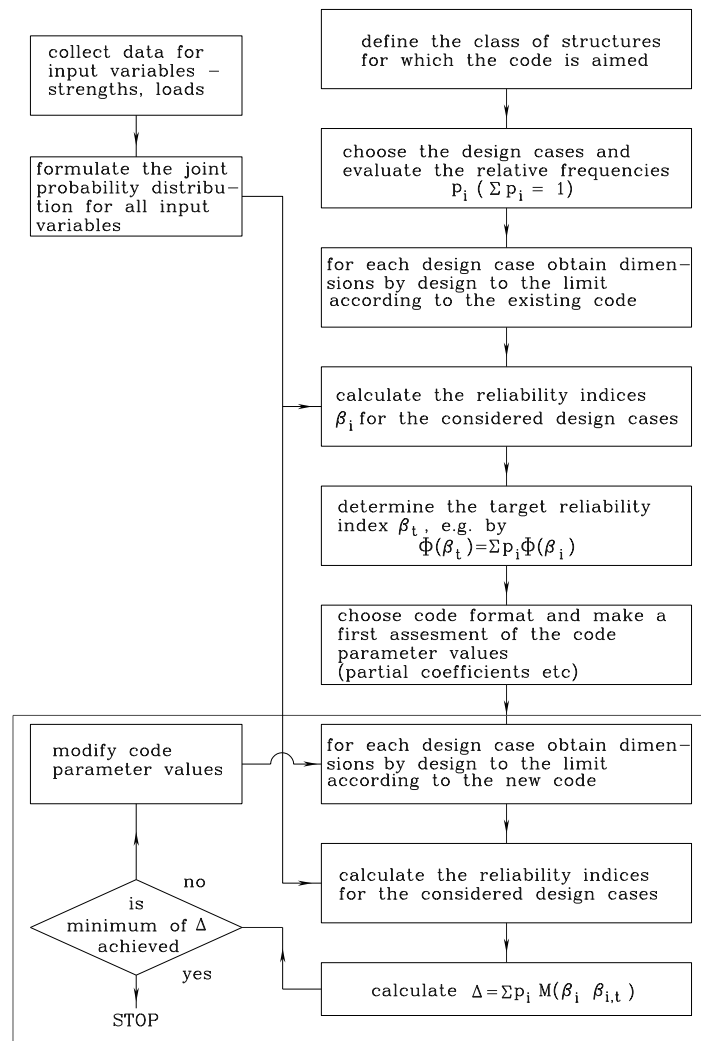 collect data for
input variables –
strengths, loads
formulate the joint
probability distribu–
tion for all input
variables
define the class of structures
for which the code is aimed
choose the design cases and
evaluate the relative frequencies
p_i ( Σ p_i = 1)
for each design case obtain dimen–
sions by design to the limit
according to the existing code
calculate the reliability indices
β_i for the considered design cases
determine the target reliability
index β_t , e.g. by
Φ(β_t)=Σp_iΦ(β_i)
choose code format and make a
first assesment of the code
parameter values
(partial coefficients etc)
for each design case obtain dimen–
sions by design to the limit
according to the new code
calculate the reliability indices
for the considered design cases
calculate Δ=Σp_i M(β_i β_i,t )
is
minimum of Δ
achieved
no
yes
modify code
parameter values
STOP